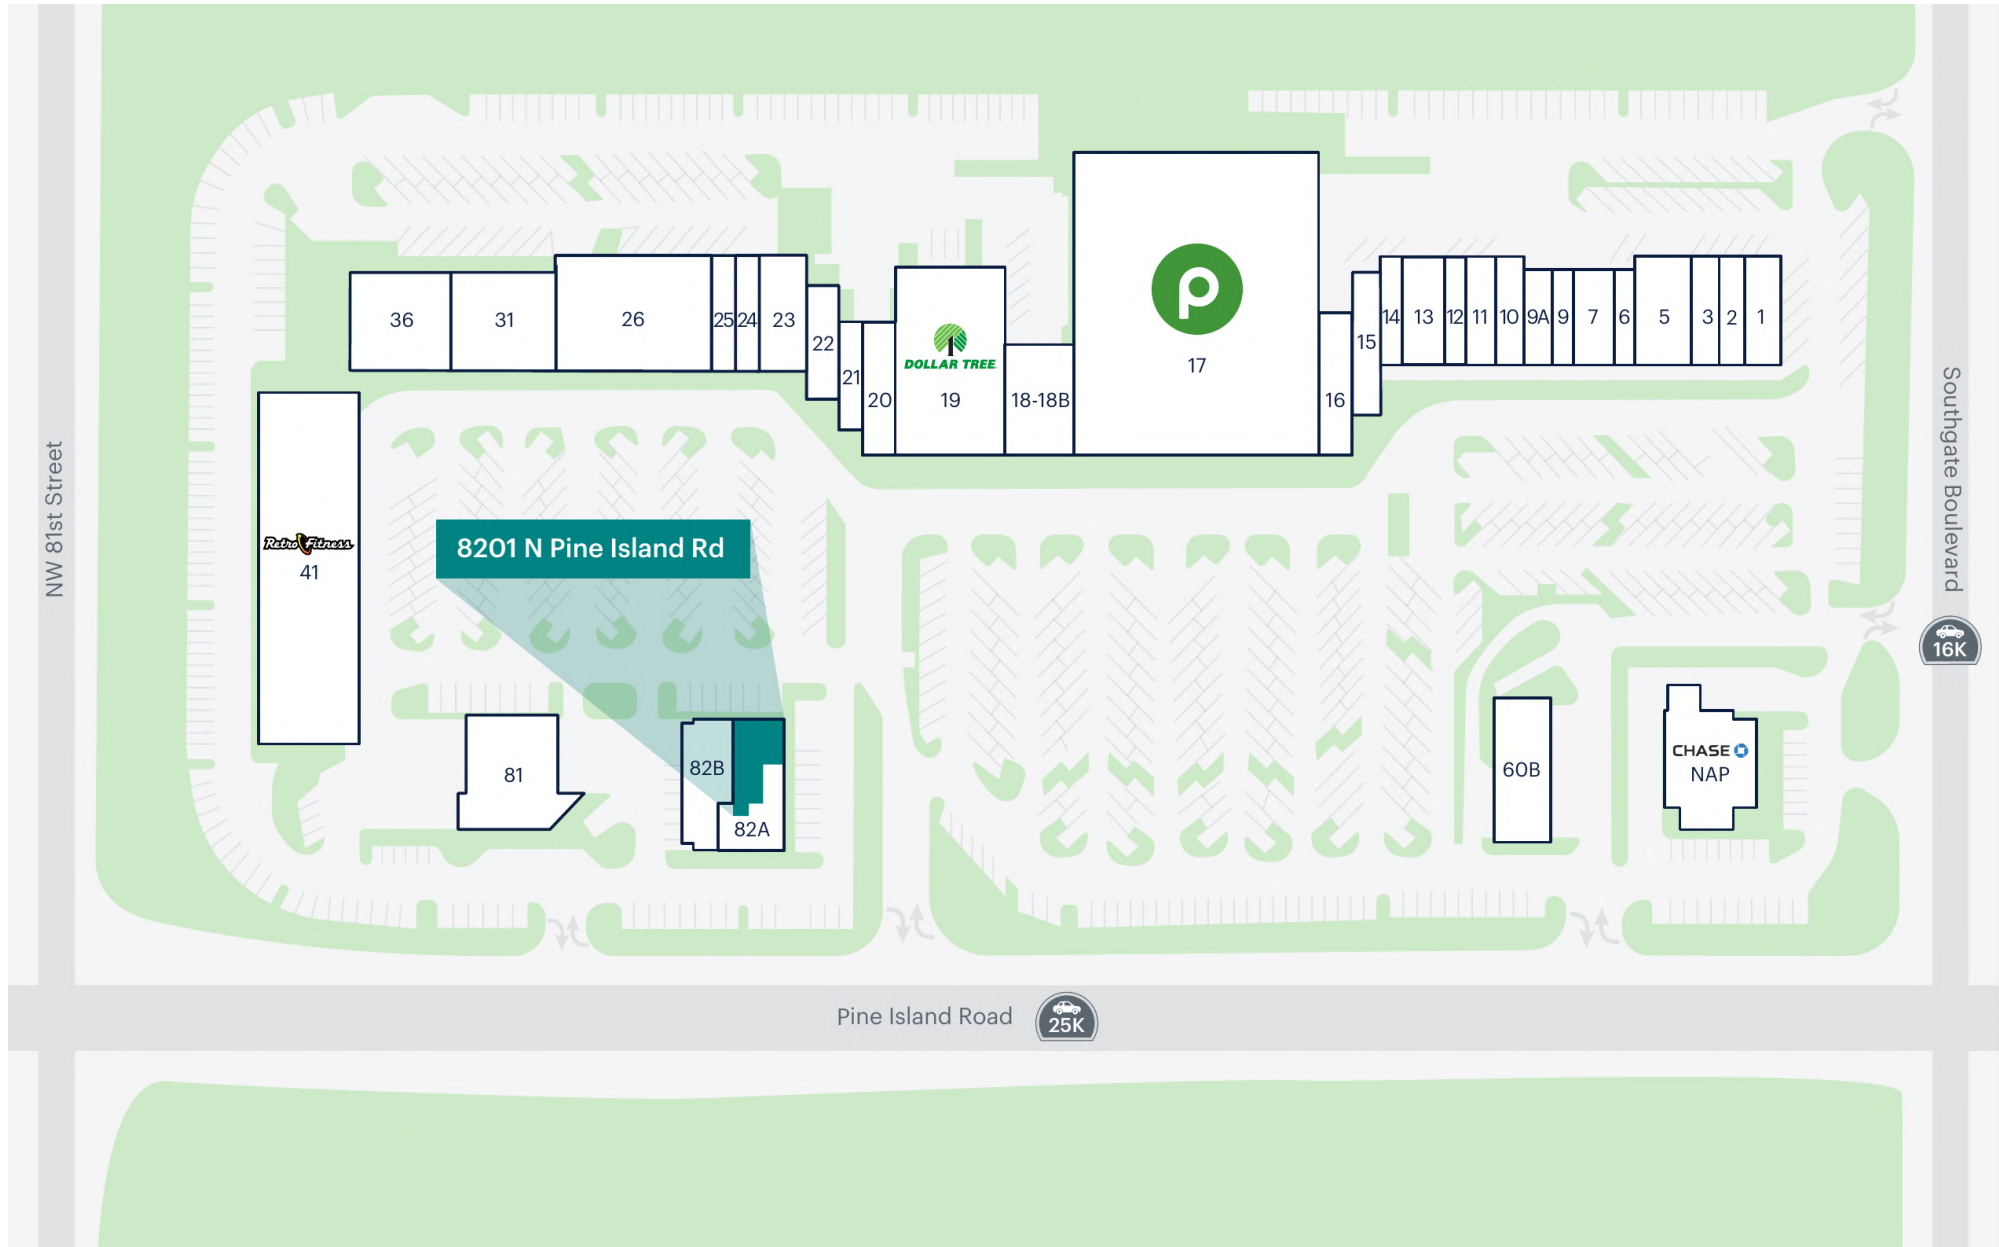 36
31
26
25
24
23
22
21
20
DOLLAR TREE
19
18-18B
P
17
16
15
14
13
12
11
10
9A
9
7
6
5
3
2
1
Retro Fitness
41
8201 N Pine Island Rd
81
82B
82A
60B
CHASE
NAP
NW 81st Street
Southgate Boulevard
16K
Pine Island Road
25K